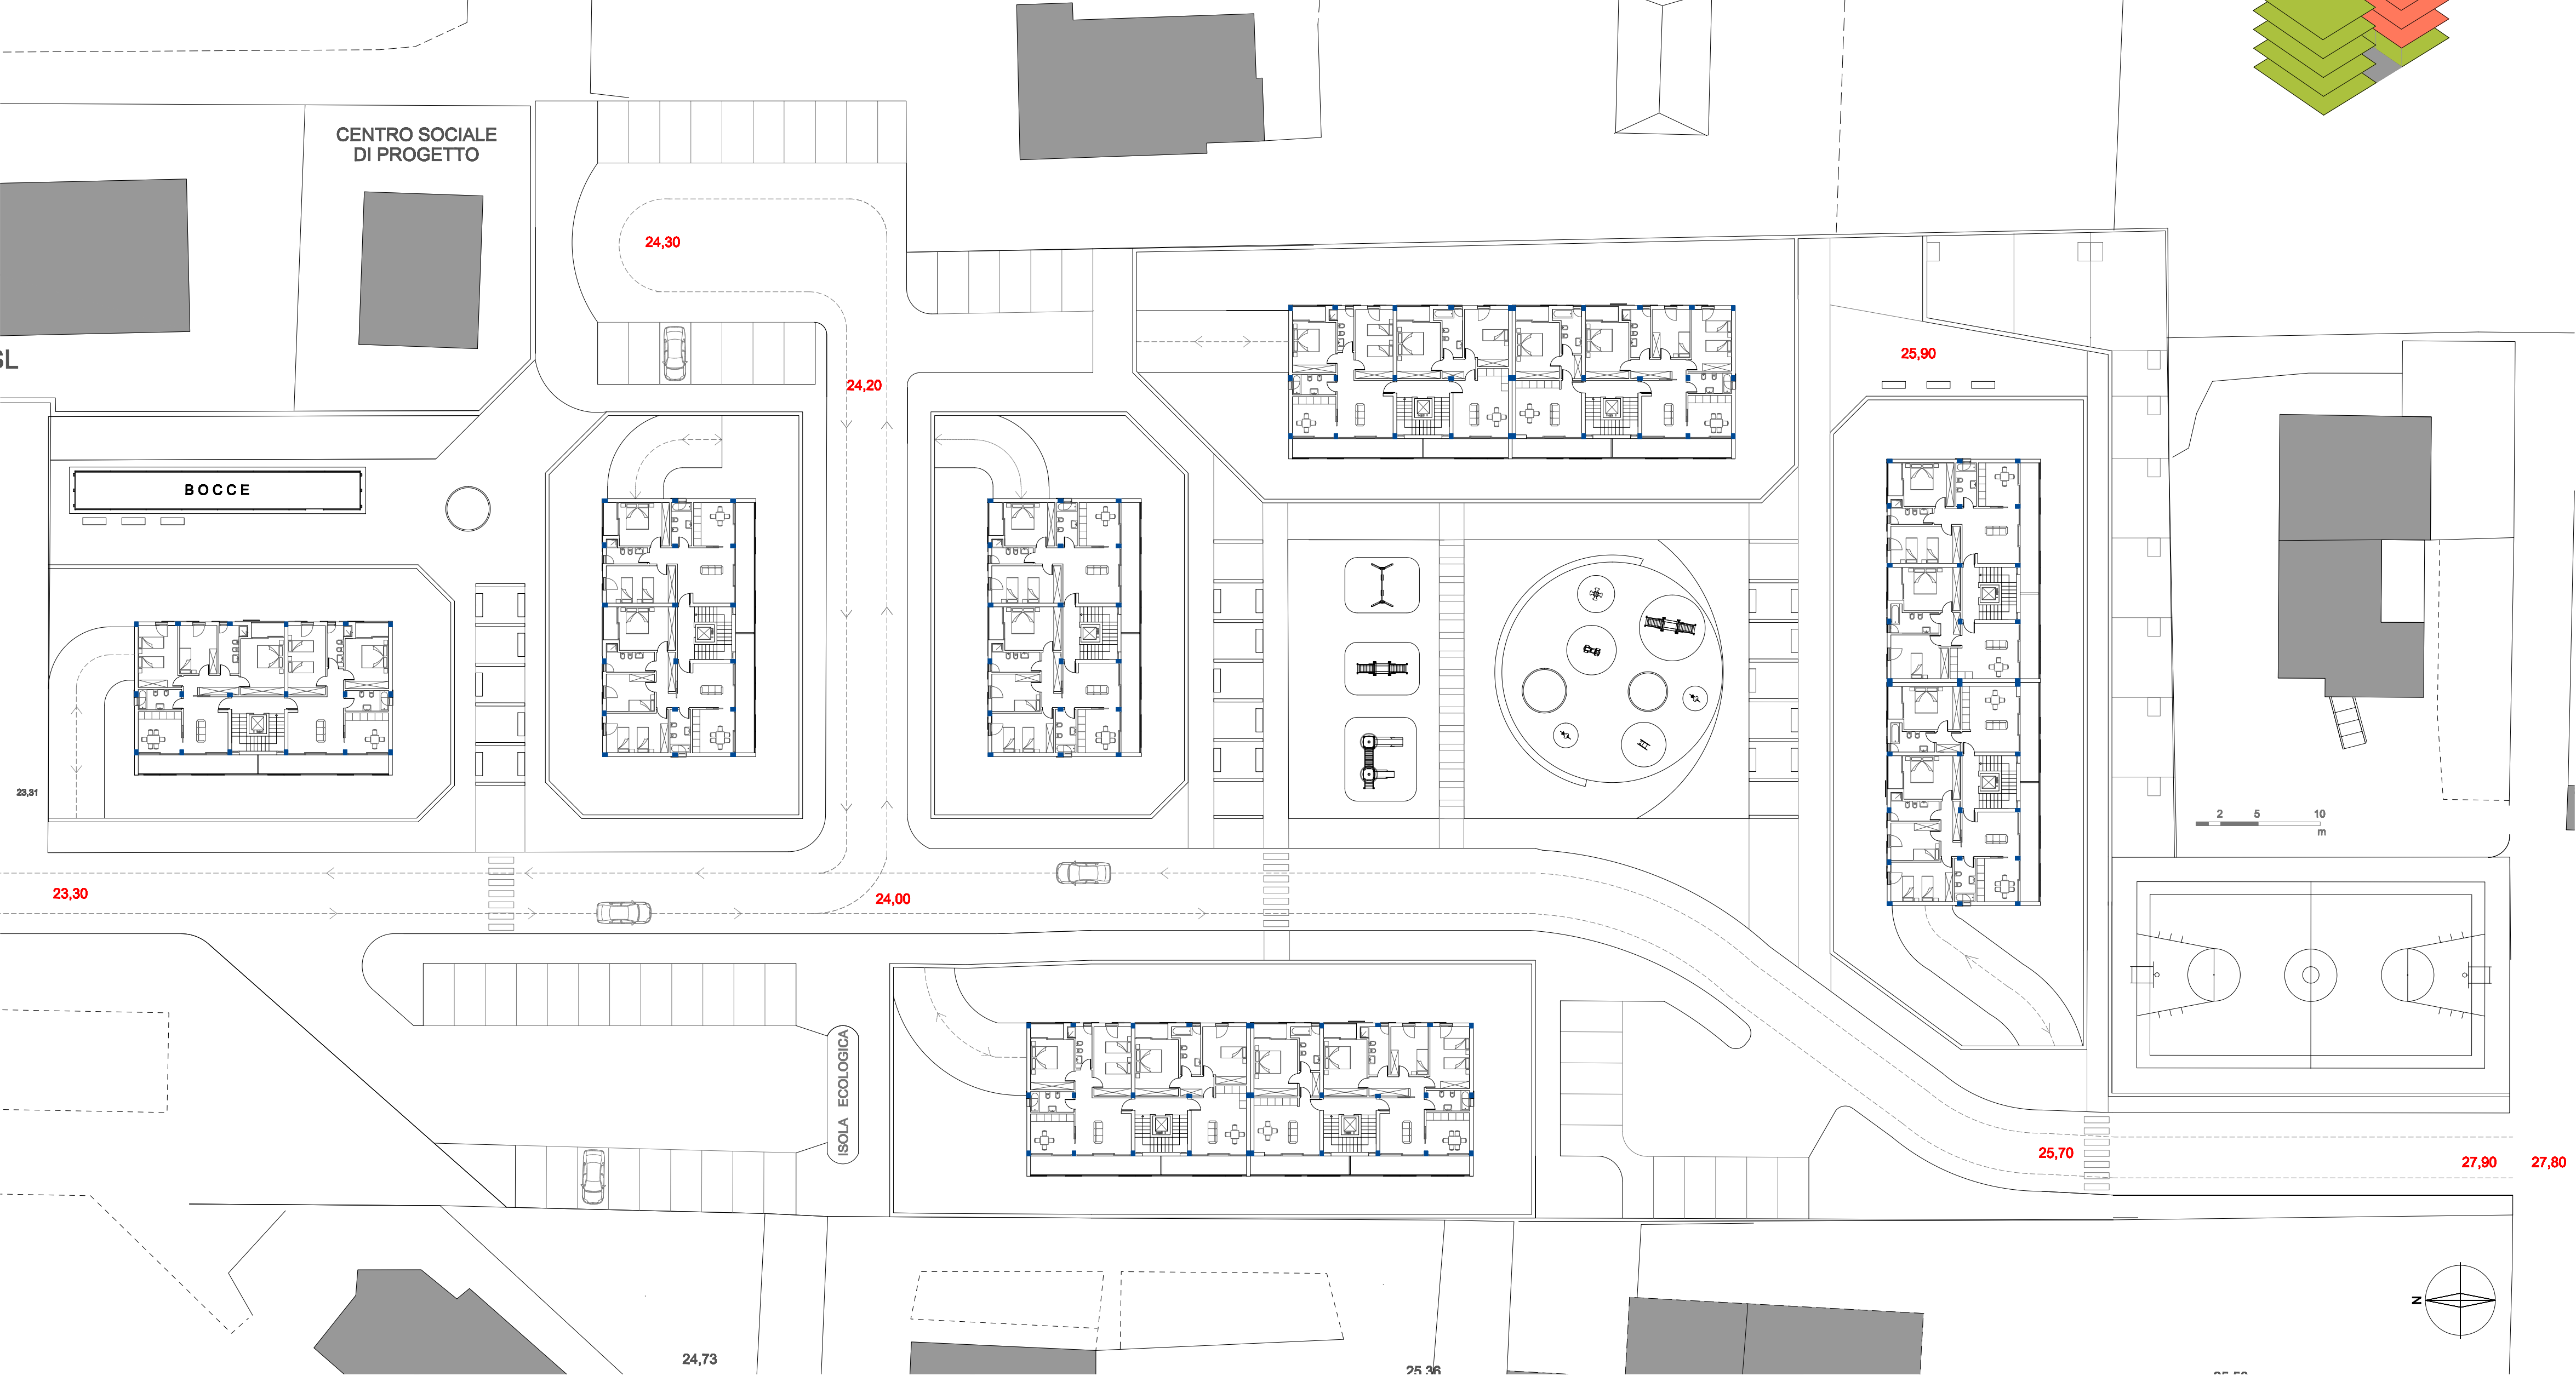 CENTRO SOCIALE
DI PROGETTO
24,30
SL
24,20
25,90
BOCCE
23,31
2 5 10
m
23,30
24,00
ISOLA ECOLOGICA
25,70
27,90
27,80
N
24,73
25,36